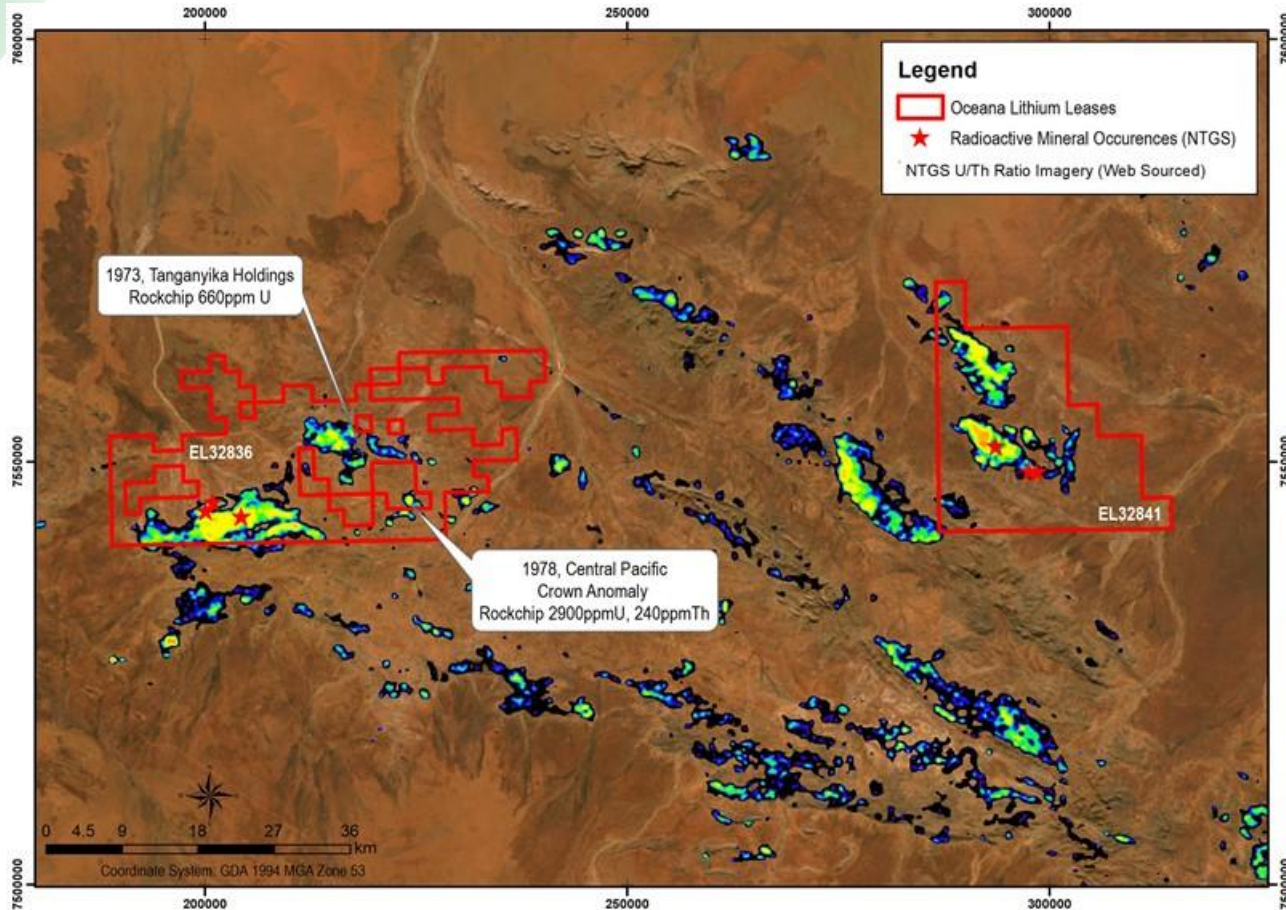 200000
250000
300000
7600000
7600000
Legend
Oceana Lithium Leases
Radioactive Mineral Occurences (NTGS)
NTGS U/Th Ratio Imagery (Web Sourced)
1973, Tanganyika Holdings
Rockchip 660ppm U
EL32836
7550000
7550000
EL32841
1978, Central Pacific
Crown Anomaly
Rockchip 2900ppmU, 240ppmTh
0 4.5 9 18 27 36
km
Coordinate System: GDA 1994 MGA Zone 53
7500000
7500000
200000
250000
300000